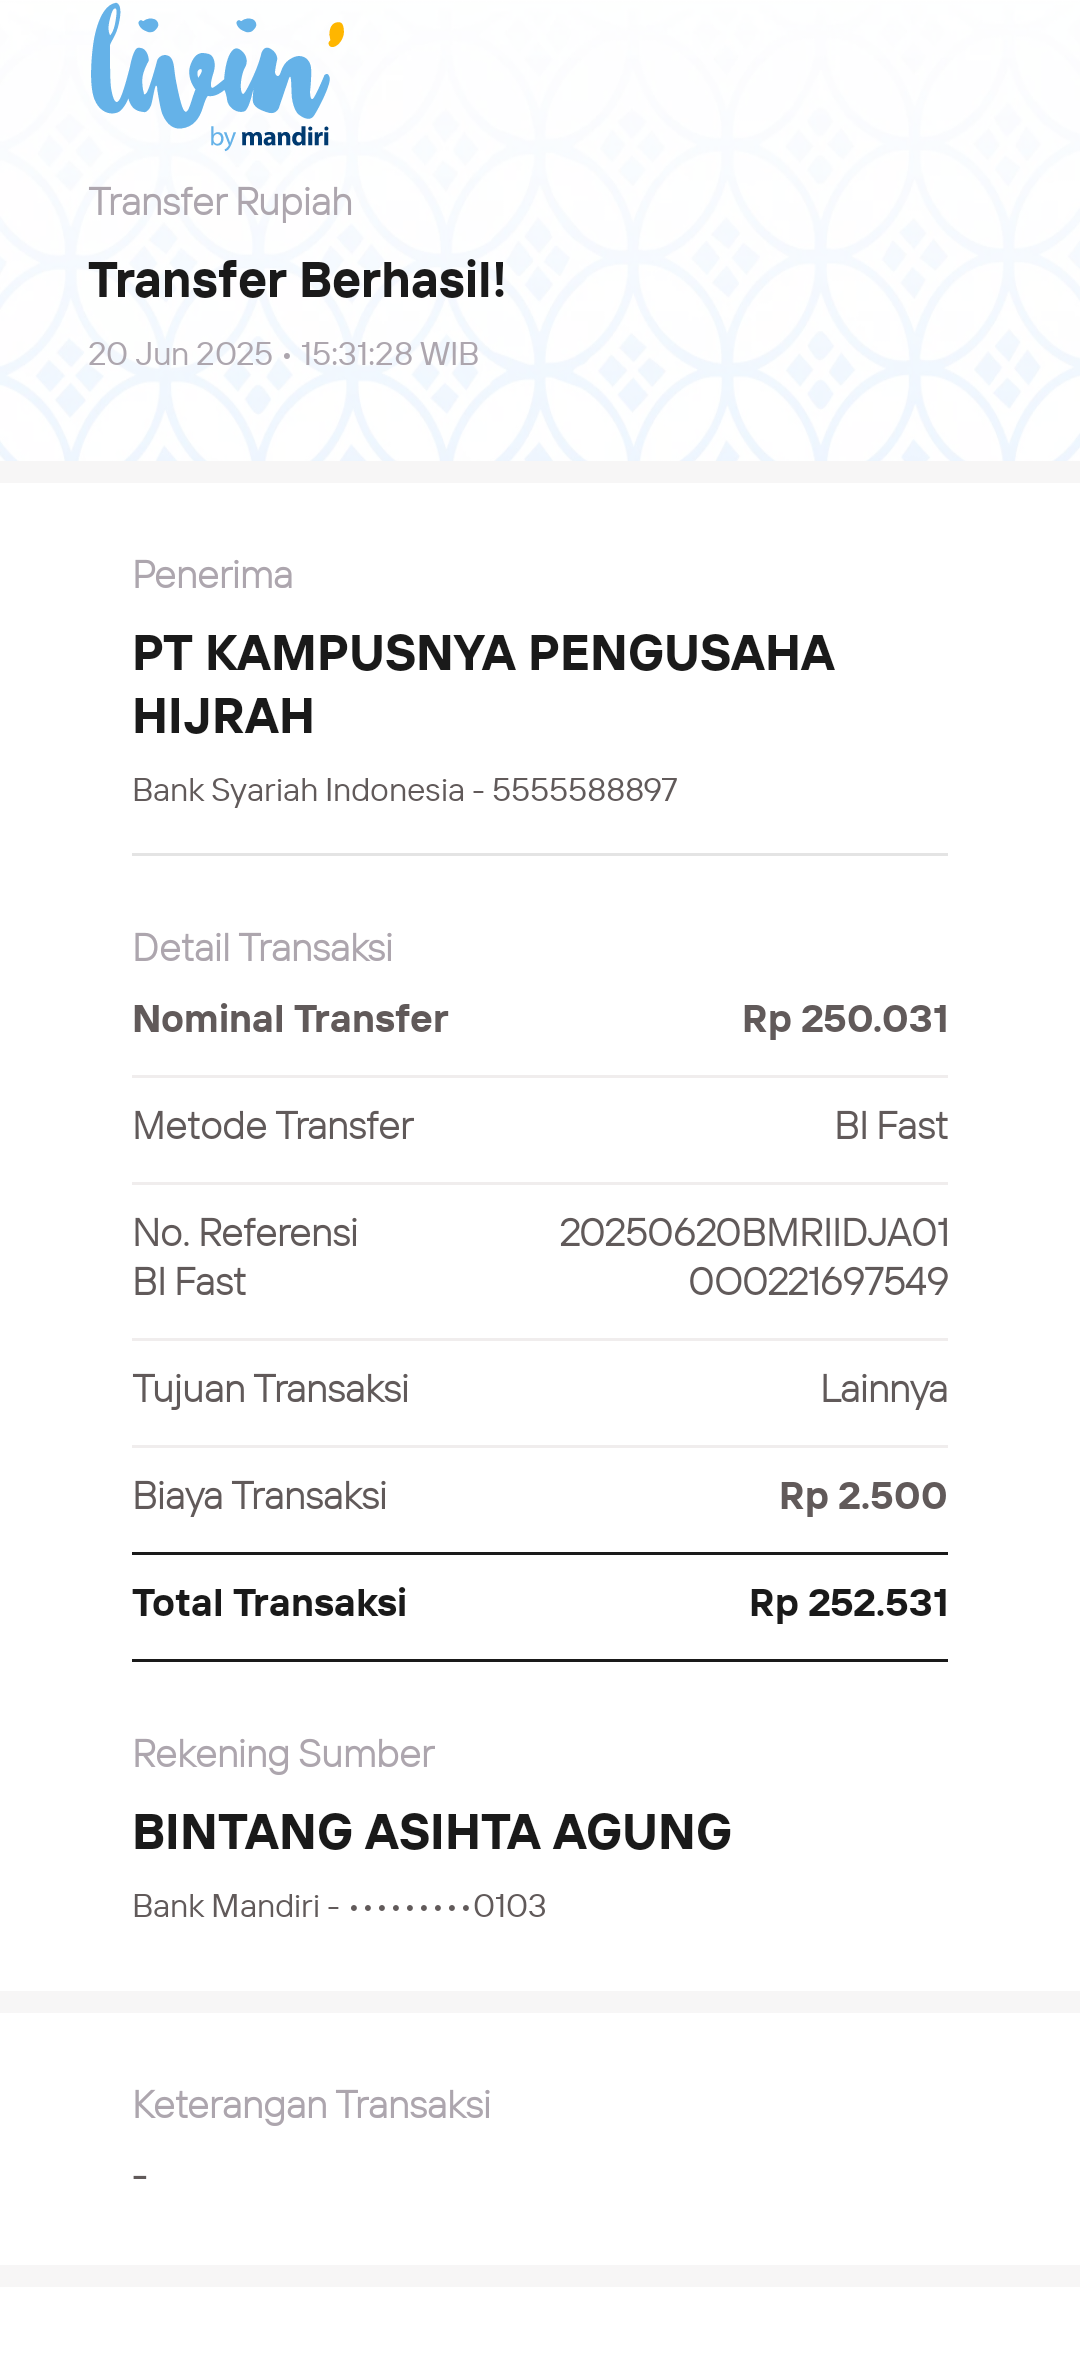 livin'
by mandiri
Transfer Rupiah
Transfer Berhasil!
20 Jun 2025 • 15:31:28 WIB
Penerima
PT KAMPUSNYA PENGUSAHA
HIJRAH
Bank Syariah Indonesia - 5555588897
Detail Transaksi
Nominal Transfer Rp 250.031
Metode Transfer BI Fast
No. Referensi 20250620BMRIIDJA01
BI Fast 000221697549
Tujuan Transaksi Lainnya
Biaya Transaksi Rp 2.500
Total Transaksi Rp 252.531
Rekening Sumber
BINTANG ASIHTA AGUNG
Bank Mandiri - •••••••••0103
Keterangan Transaksi
-